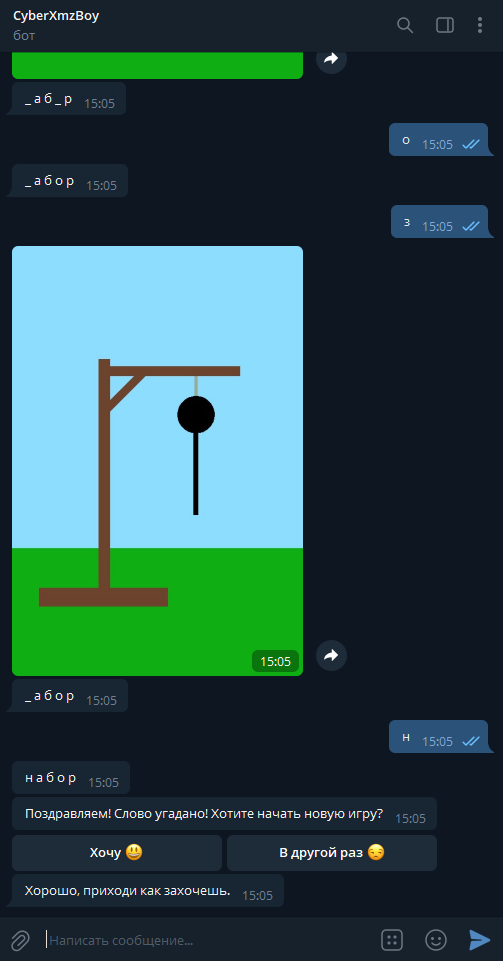 CyberXmzBoy
бот
_ а б _ р 15:05
о 15:05
_ а б о р 15:05
з 15:05
15:05
_ а б о р 15:05
н 15:05
н а б о р 15:05
Поздравляем! Слово угадано! Хотите начать новую игру? 15:05
Хочу 😃 В другой раз 😒
Хорошо, приходи как захочешь. 15:05
Написать сообщение...